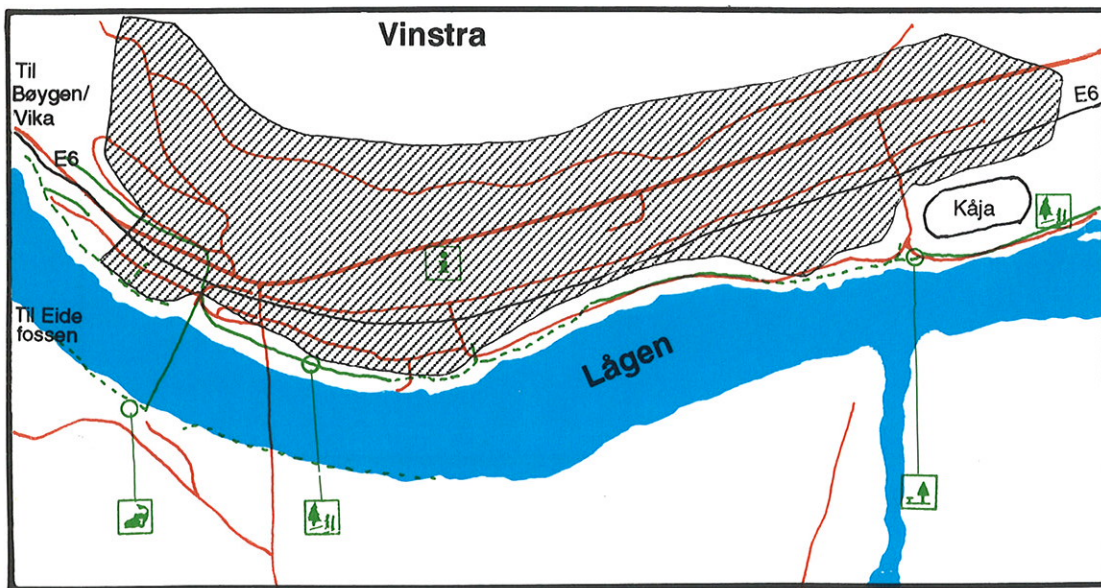 Vinstra
Til
Bøygen/
Vika
E6
E6
Kåja
Til Eide
fossen
Lågen